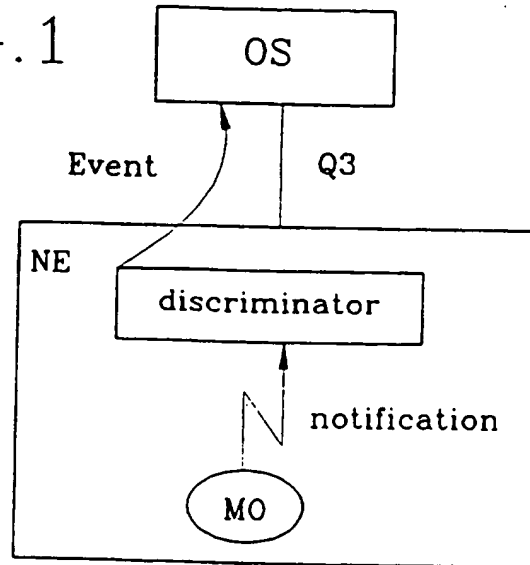 .1
OS
Event
Q3
NE
discriminator
notification
MO